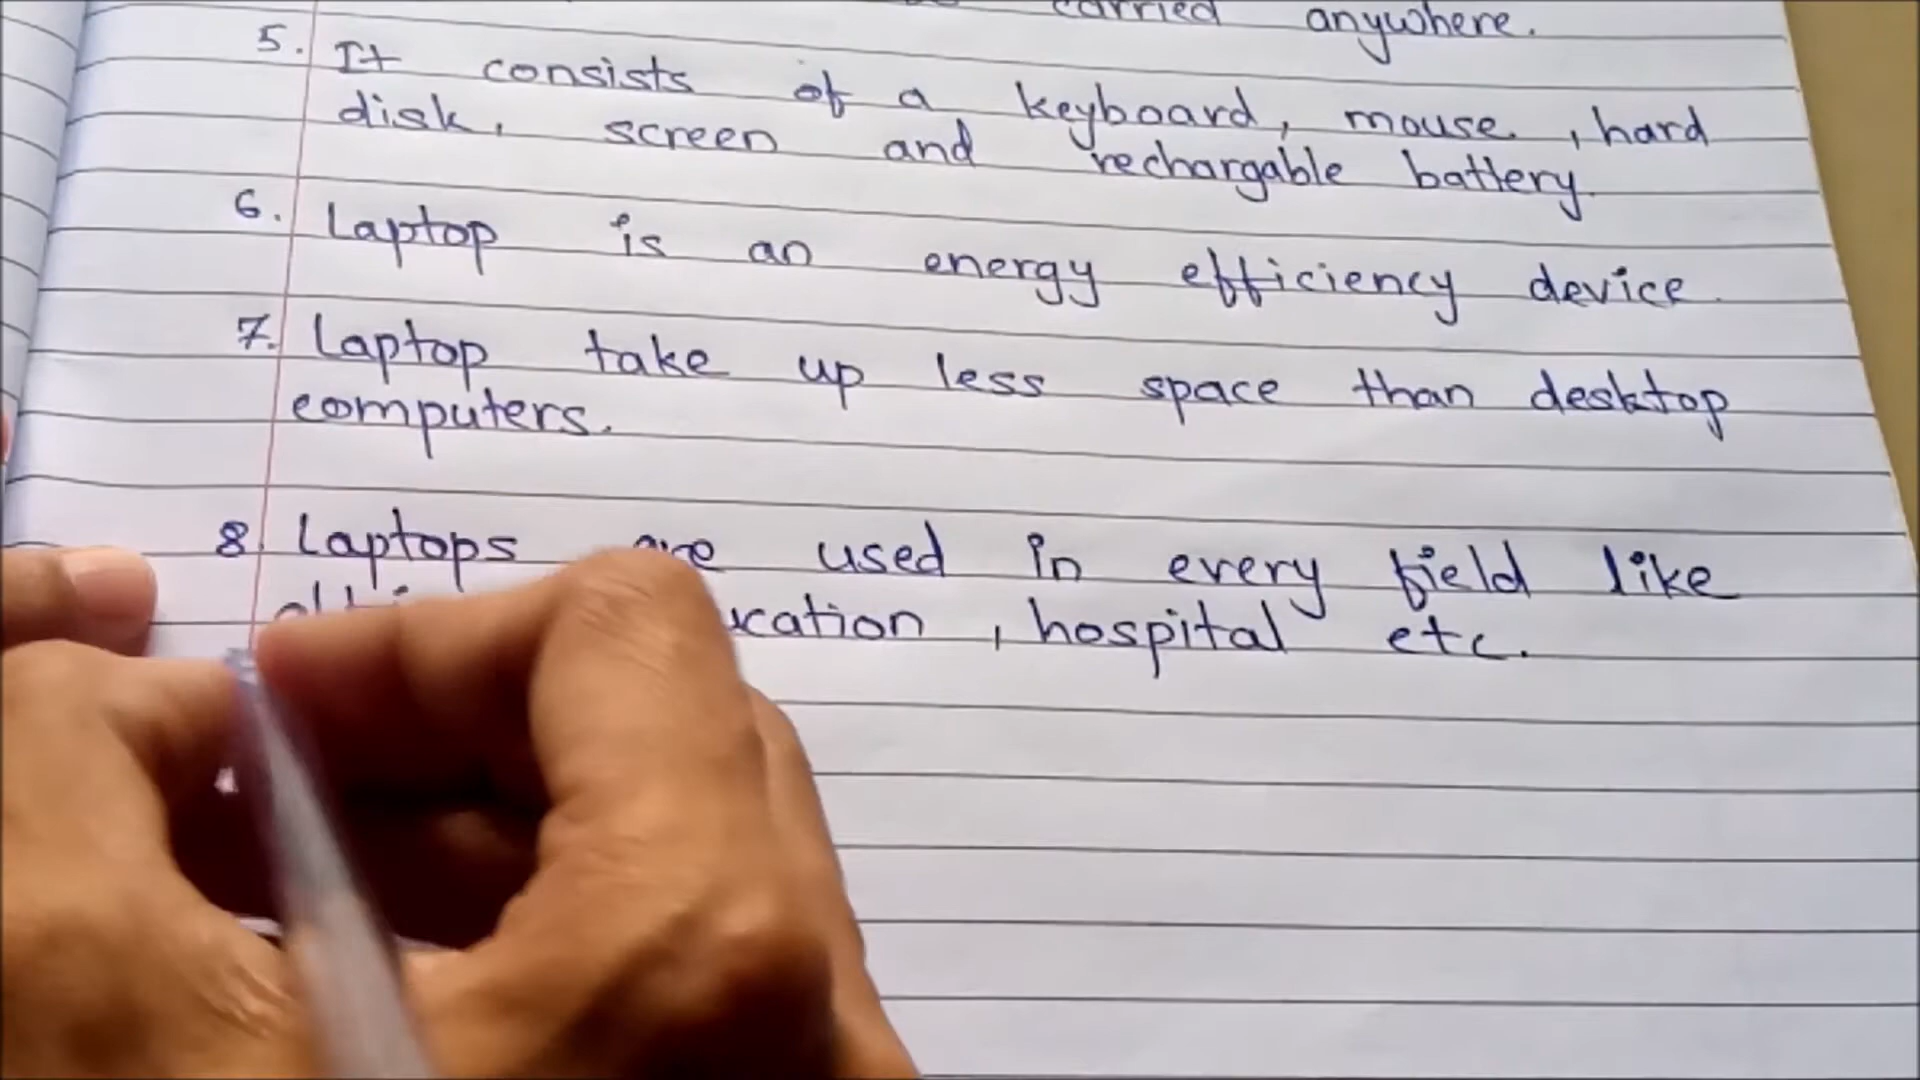 carried anywhere.
5. It consists of a keyboard, mouse, hard
disk, screen and rechargable battery.
6. Laptop is an energy efficiency device.
7. Laptop take up less space than desktop
computers.
8. Laptops are used in every field like
, hospital etc.